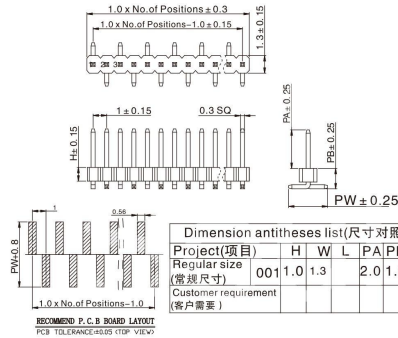 1.0 x No.of Positions±0.3
1.0 x No.of Positions-1.0±0.15
1.3±0.15
2 3
1±0.15
0.3 SQ
H±0.15
PA±0.25
PB±0.25
PW±0.25
1
0.56
PW+0.8
1.0 x No.of Positions-1.0
RECOMMEND P.C.B BOARD LAYOUT
PCB TOLERANCE:±0.05 (TOP VIEW)
Dimension antitheses list(尺寸对照
Project(项目) H W L PA
Regular size
(常规尺寸) 001 1.0 1.3 2.0 1.
Customer requirement
(客户需要)